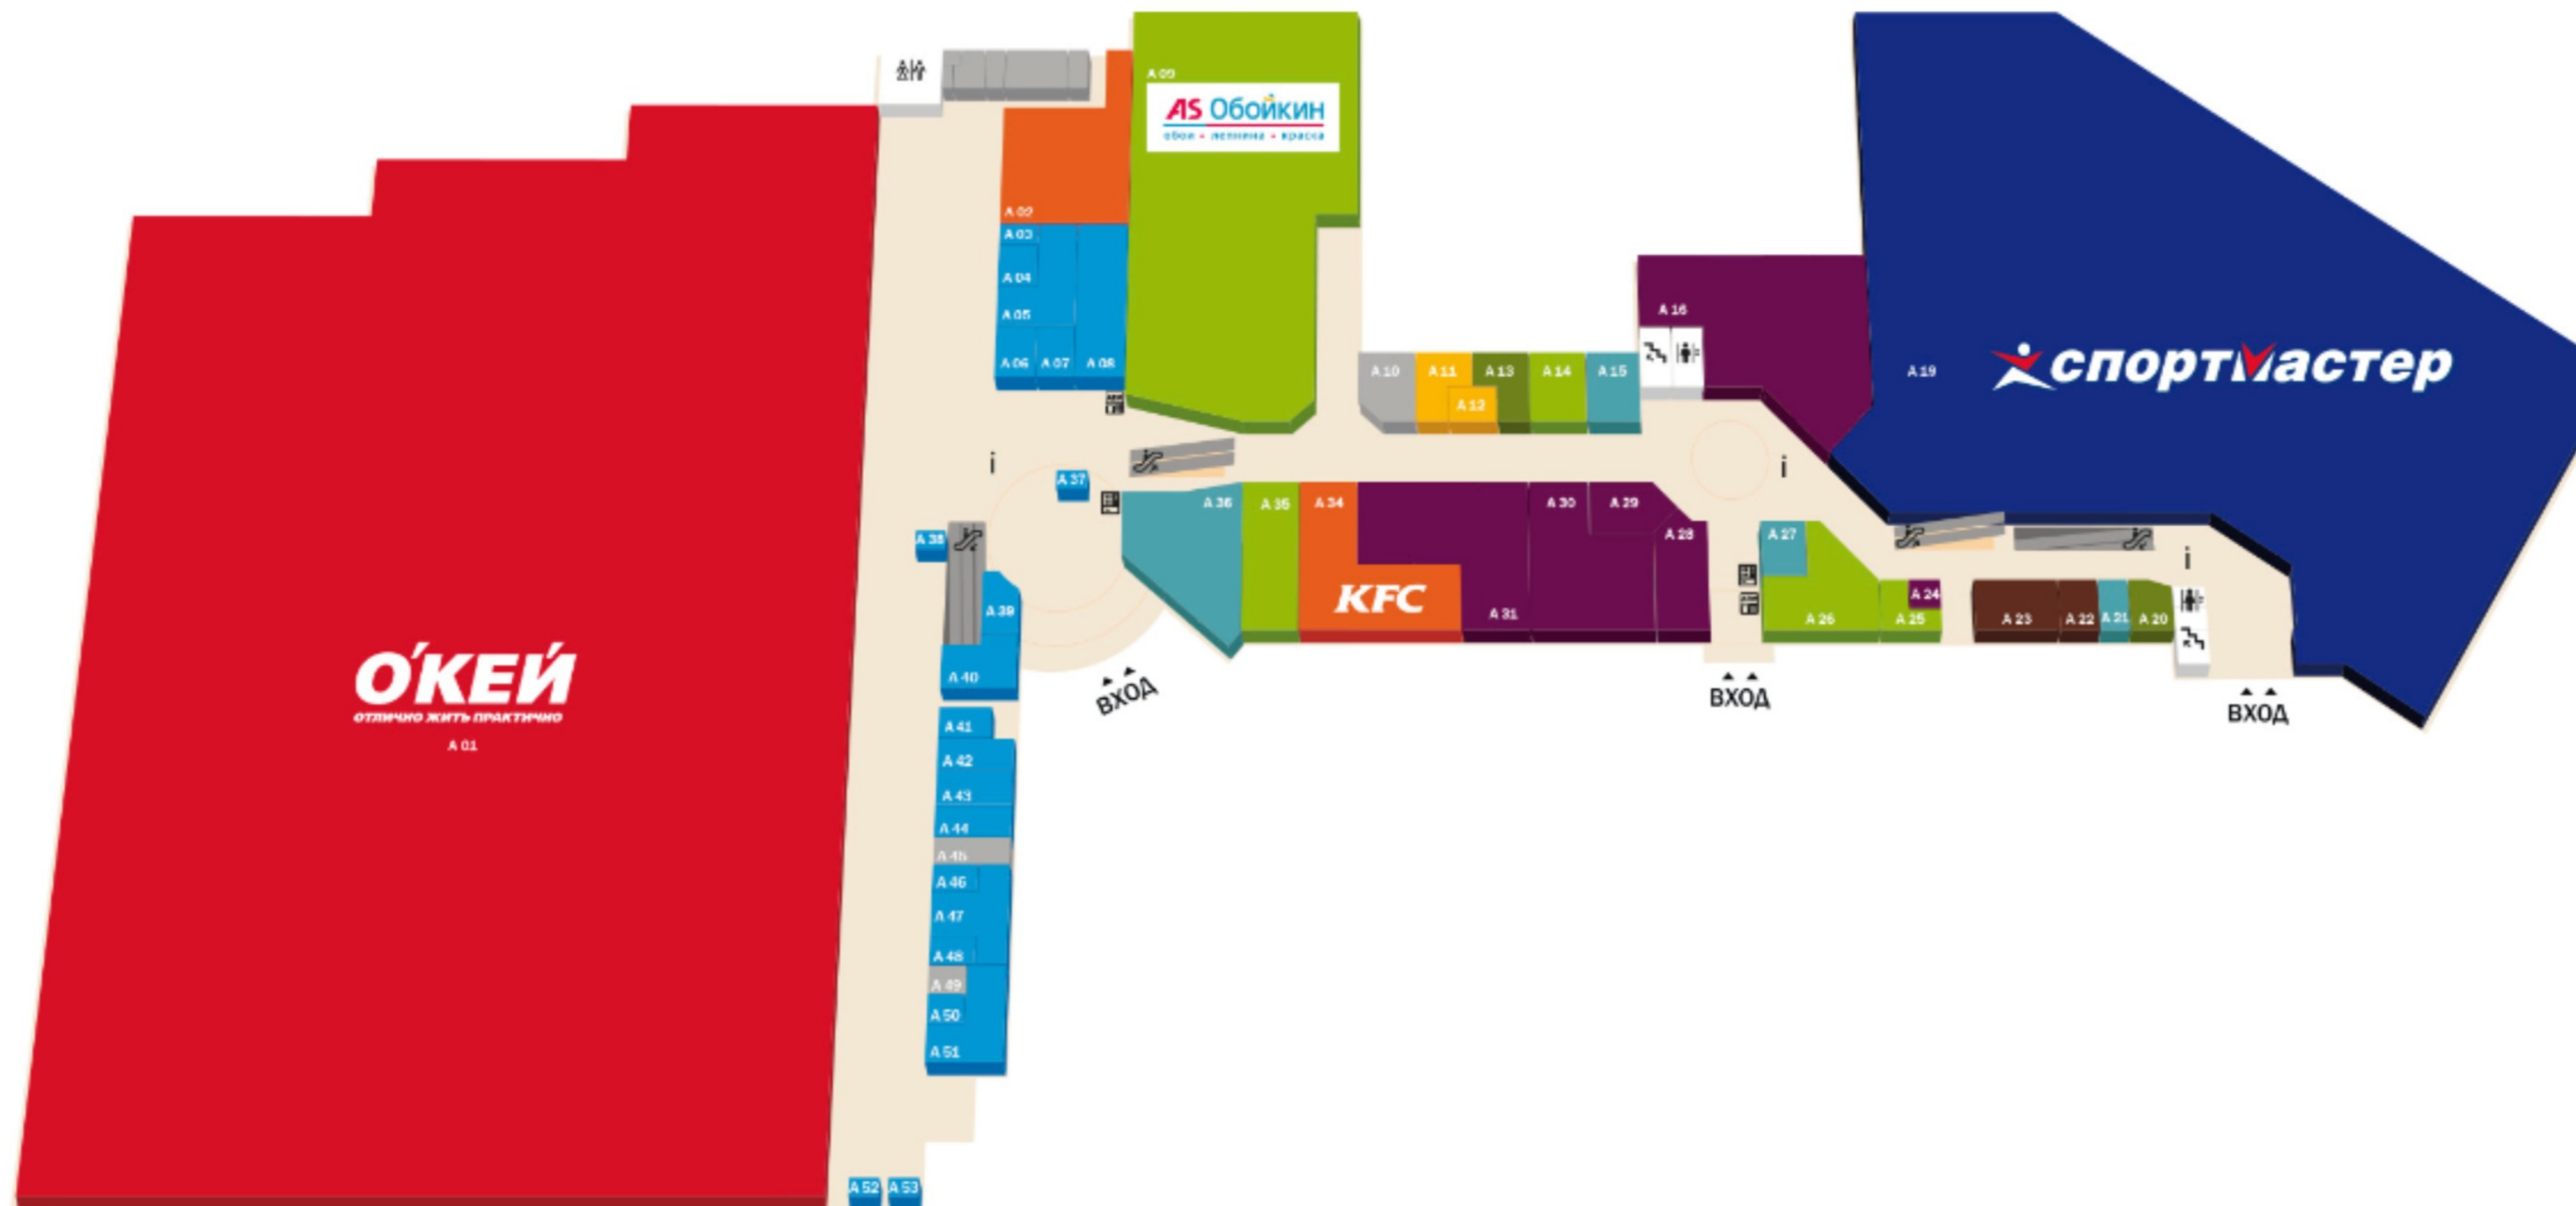 A 09
AS Обойкин
обои • лепнина • краска
A 02
A 03
A 04
A 05
A 06 A 07 A 08
A 10 A 11 A 13 A 14 A 15
A 12
A 16
A 19
спортмастер
i
i
A 37
A 36 A 35 A 34 A 30 A 29
A 28
A 27
A 38
i
KFC
A 31
A 24
A 26 A 25 A 23 A 22 A 21 A 20
A 39
О'КЕЙ
ОТЛИЧНО ЖИТЬ ПРАКТИЧНО
A 01
A 40
ВХОД
ВХОД
ВХОД
A 41
A 42
A 43
A 44
A 45
A 46
A 47
A 48
A 49
A 50
A 51
A 52 A 53